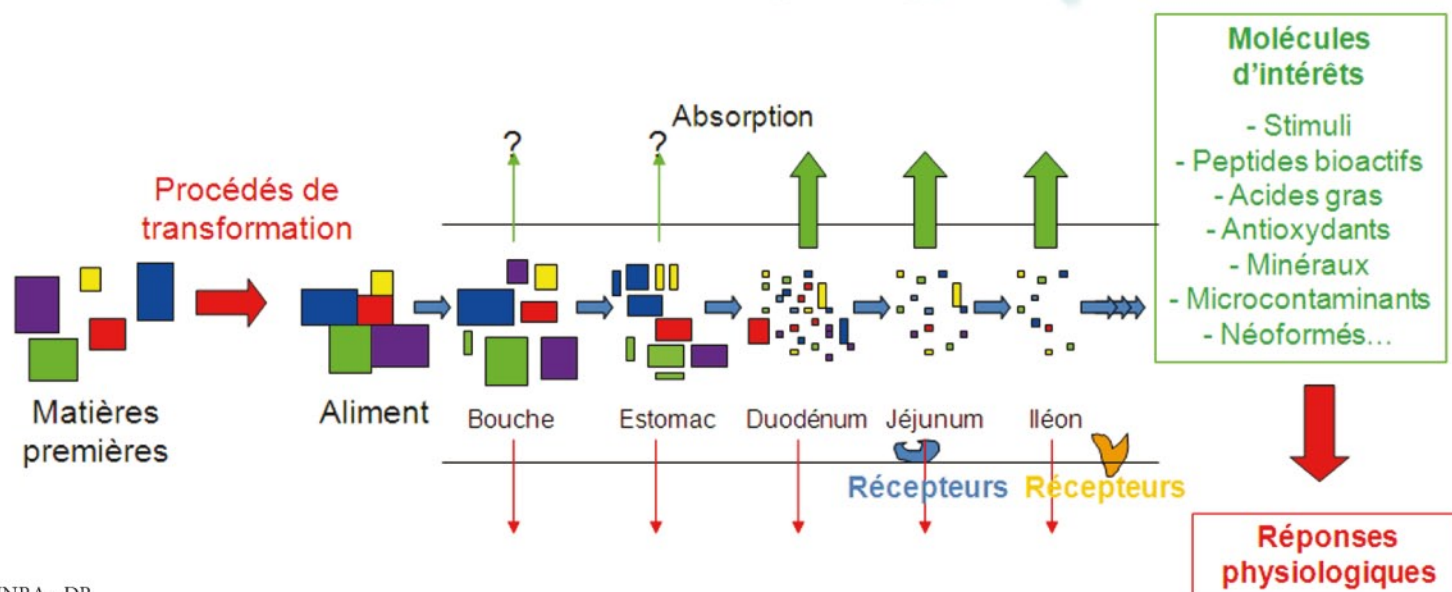 Molécules
d'intérêts
- Stimuli
- Peptides bioactifs
- Acides gras
- Antioxydants
- Minéraux
- Microcontaminants
- Néoformés...
Absorption
?
?
Procédés de
transformation
Matières
premières
Aliment
Bouche
Estomac
Duodénum
Jéjunum
Iléon
Récepteurs
Récepteurs
Réponses
physiologiques